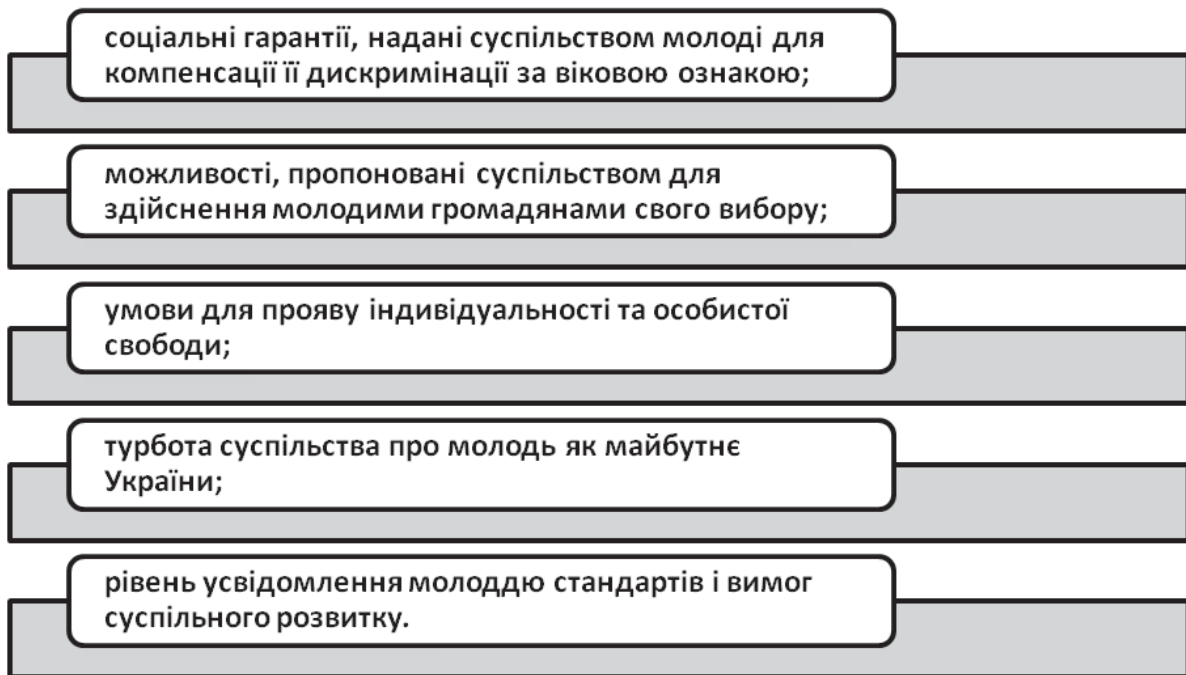 соціальні гарантії, надані суспільством молоді для
компенсації її дискримінації за віковою ознакою;
можливості, пропоновані суспільством для
здійснення молодими громадянами свого вибору;
умови для прояву індивідуальності та особистої
свободи;
турбота суспільства про молодь як майбутнє
України;
рівень усвідомлення молоддю стандартів і вимог
суспільного розвитку.